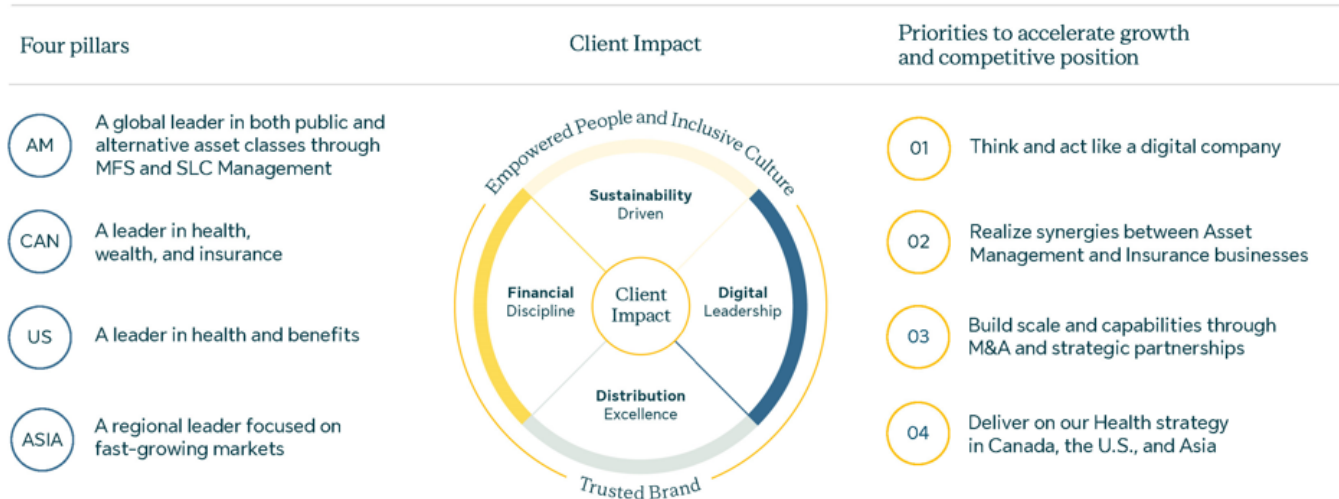 Four pillars
Client Impact
Priorities to accelerate growth
and competitive position
AM
A global leader in both public and
alternative asset classes through
MFS and SLC Management
CAN
A leader in health,
wealth, and insurance
US
A leader in health and benefits
ASIA
A regional leader focused on
fast-growing markets
Empowered People and Inclusive Culture
Sustainability
Driven
Financial
Discipline
Client
Impact
Digital
Leadership
Distribution
Excellence
Trusted Brand
01
Think and act like a digital company
02
Realize synergies between Asset
Management and Insurance businesses
03
Build scale and capabilities through
M&A and strategic partnerships
04
Deliver on our Health strategy
in Canada, the U.S., and Asia